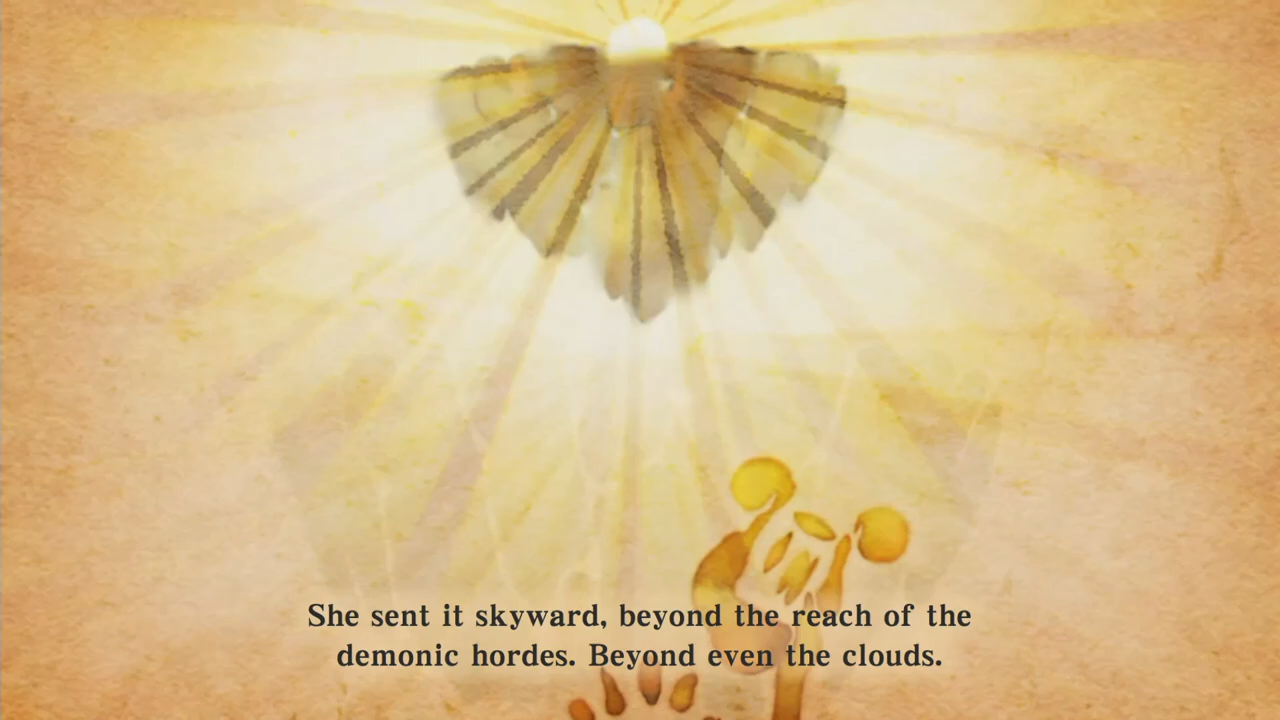 She sent it skyward, beyond the reach of the
demonic hordes. Beyond even the clouds.